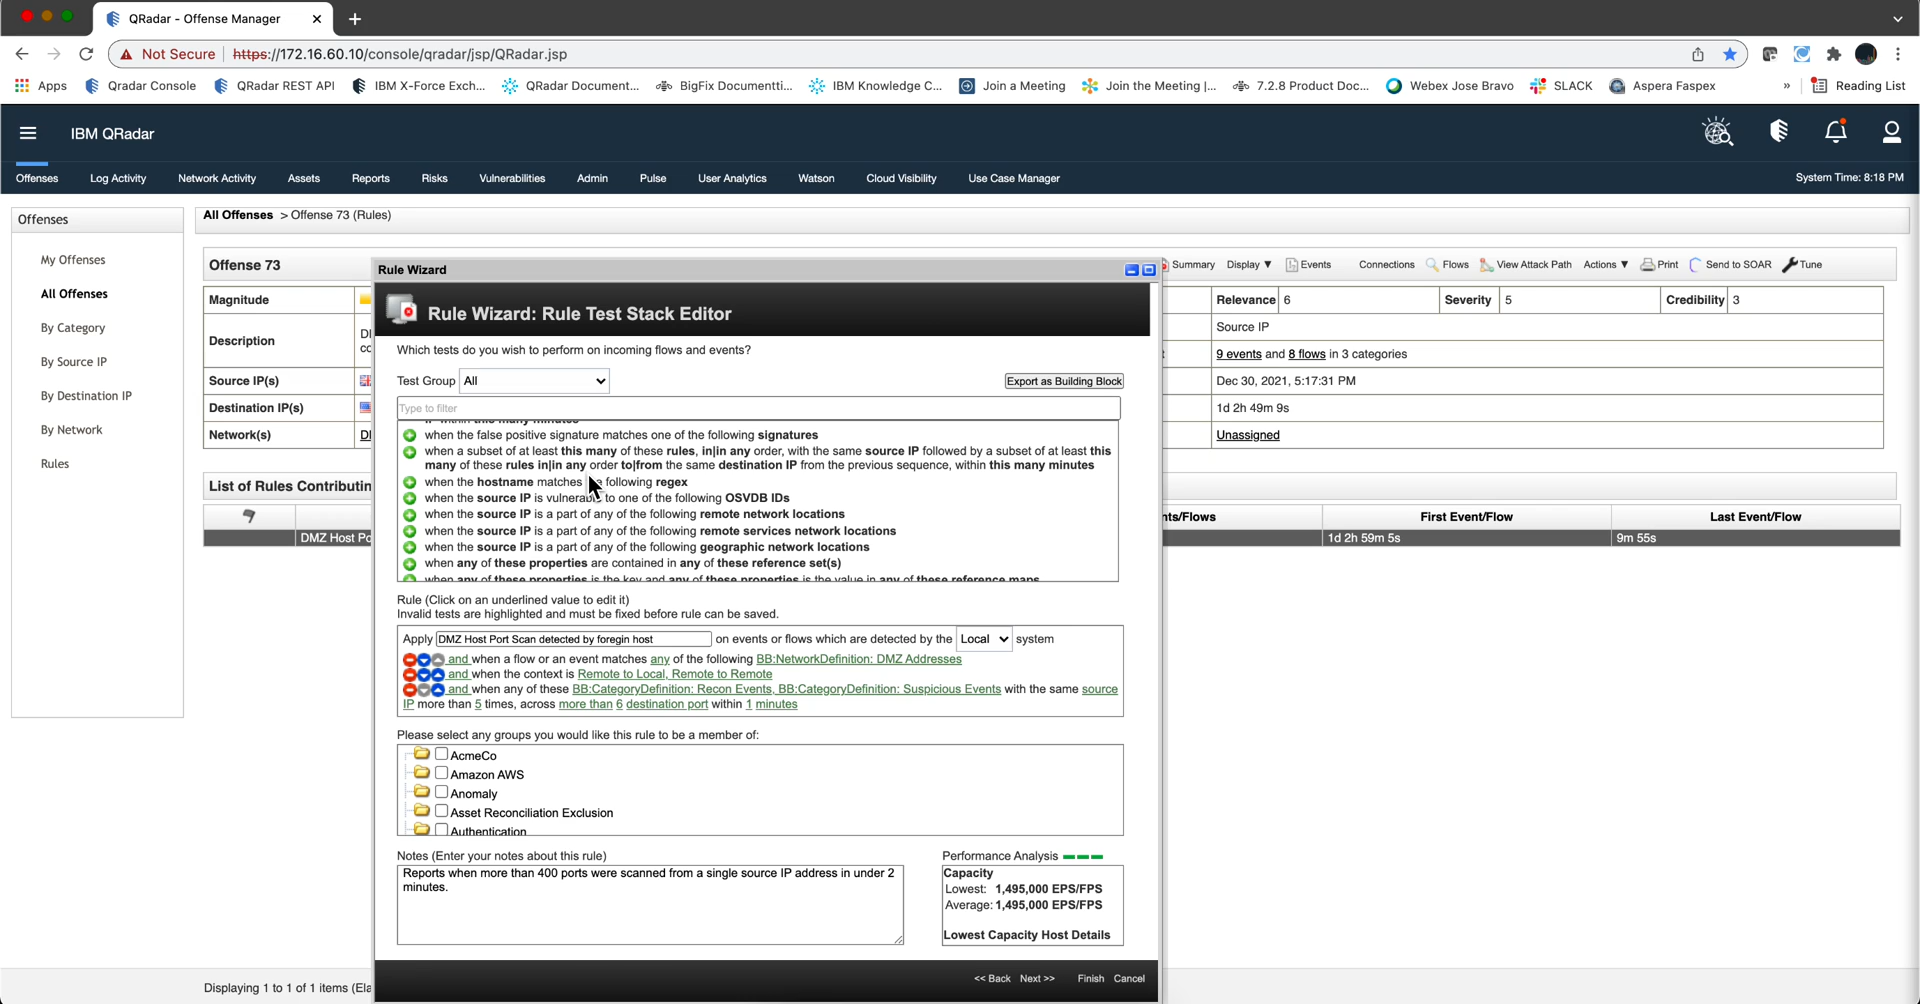 QRadar - Offense Manager
Not Secure
https://172.16.60.10/console/qradar/jsp/QRadar.jsp
Apps
Qradar Console
QRadar REST API
IBM X-Force Exch...
QRadar Document...
BigFix Documentti...
IBM Knowledge C...
Join a Meeting
Join the Meeting |...
7.2.8 Product Doc...
Webex Jose Bravo
SLACK
Aspera Faspex
»
Reading List
IBM QRadar
Offenses
Log Activity
Network Activity
Assets
Reports
Risks
Vulnerabilities
Admin
Pulse
User Analytics
Watson
Cloud Visibility
Use Case Manager
System Time: 8:18 PM
Offenses
My Offenses
All Offenses
By Category
By Source IP
By Destination IP
By Network
Rules
All Offenses > Offense 73 (Rules)
Offense 73
Summary
Display ▼
Events
Connections
Flows
View Attack Path
Actions ▼
Print
Send to SOAR
Tune
Magnitude
Relevance 6
Severity 5
Credibility 3
Description
Source IP
9 events and 8 flows in 3 categories
Source IP(s)
Dec 30, 2021, 5:17:31 PM
Destination IP(s)
1d 2h 49m 9s
Network(s)
Unassigned
List of Rules Contributin
nts/Flows
First Event/Flow
Last Event/Flow
DMZ Host Po
1d 2h 59m 5s
9m 55s
Displaying 1 to 1 of 1 items (Ela
Rule Wizard
Rule Wizard: Rule Test Stack Editor
Which tests do you wish to perform on incoming flows and events?
Test Group All
Export as Building Block
Type to filter
IP within this many minutes
when the false positive signature matches one of the following signatures
when a subset of at least this many of these rules, in|in any order, with the same source IP followed by a subset of at least this
many of these rules in|in any order to|from the same destination IP from the previous sequence, within this many minutes
when the hostname matches following regex
when the source IP is vulnerable to one of the following OSVDB IDs
when the source IP is a part of any of the following remote network locations
when the source IP is a part of any of the following remote services network locations
when the source IP is a part of any of the following geographic network locations
when any of these properties are contained in any of these reference set(s)
when any of these properties is the key and any of these properties is the value in any of these reference maps
Rule (Click on an underlined value to edit it)
Invalid tests are highlighted and must be fixed before rule can be saved.
Apply DMZ Host Port Scan detected by foregin host on events or flows which are detected by the Local system
and when a flow or an event matches any of the following BB:NetworkDefinition: DMZ Addresses
and when the context is Remote to Local, Remote to Remote
and when any of these BB:CategoryDefinition: Recon Events, BB:CategoryDefinition: Suspicious Events with the same source
IP more than 5 times, across more than 6 destination port within 1 minutes
Please select any groups you would like this rule to be a member of:
AcmeCo
Amazon AWS
Anomaly
Asset Reconciliation Exclusion
Authentication
Notes (Enter your notes about this rule)
Reports when more than 400 ports were scanned from a single source IP address in under 2
minutes.
Performance Analysis
Capacity
Lowest: 1,495,000 EPS/FPS
Average: 1,495,000 EPS/FPS
Lowest Capacity Host Details
<< Back
Next >>
Finish
Cancel